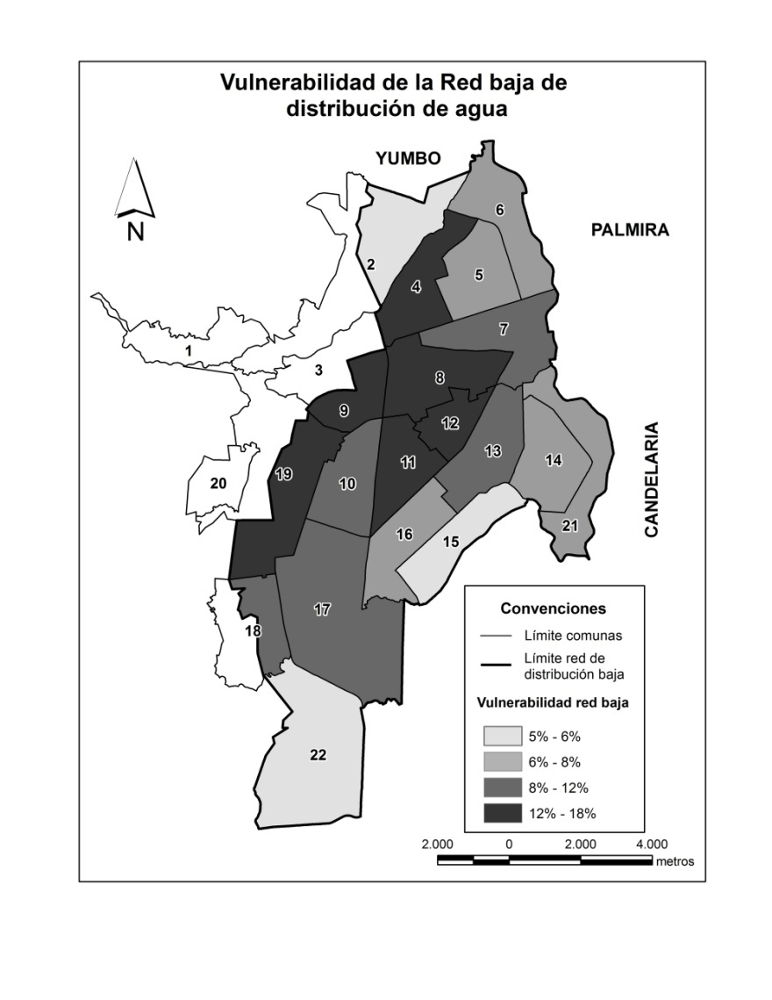 Vulnerabilidad de la Red baja de
distribución de agua
YUMBO
N
PALMIRA
6
2
5
4
7
1
3
8
9
12
CANDELARIA
13
14
11
19
10
20
21
16
15
17
18
22
Convenciones
Límite comunas
Límite red de
distribución baja
Vulnerabilidad red baja
5% - 6%
6% - 8%
8% - 12%
12% - 18%
2.000 0 2.000 4.000
metros